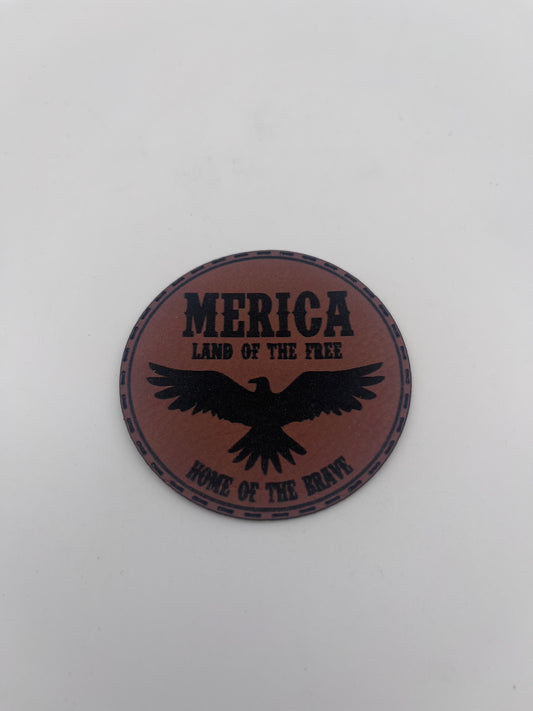 MERICA
LAND OF THE FREE
HOME OF THE BRAVE